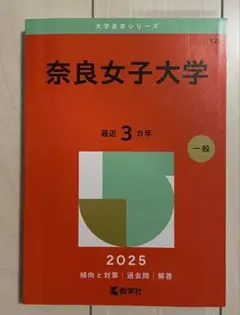 大学赤本シリーズ
奈良女子大学
最近 3 カ年
一般
2025
傾向と対策｜過去問｜解答
教学社